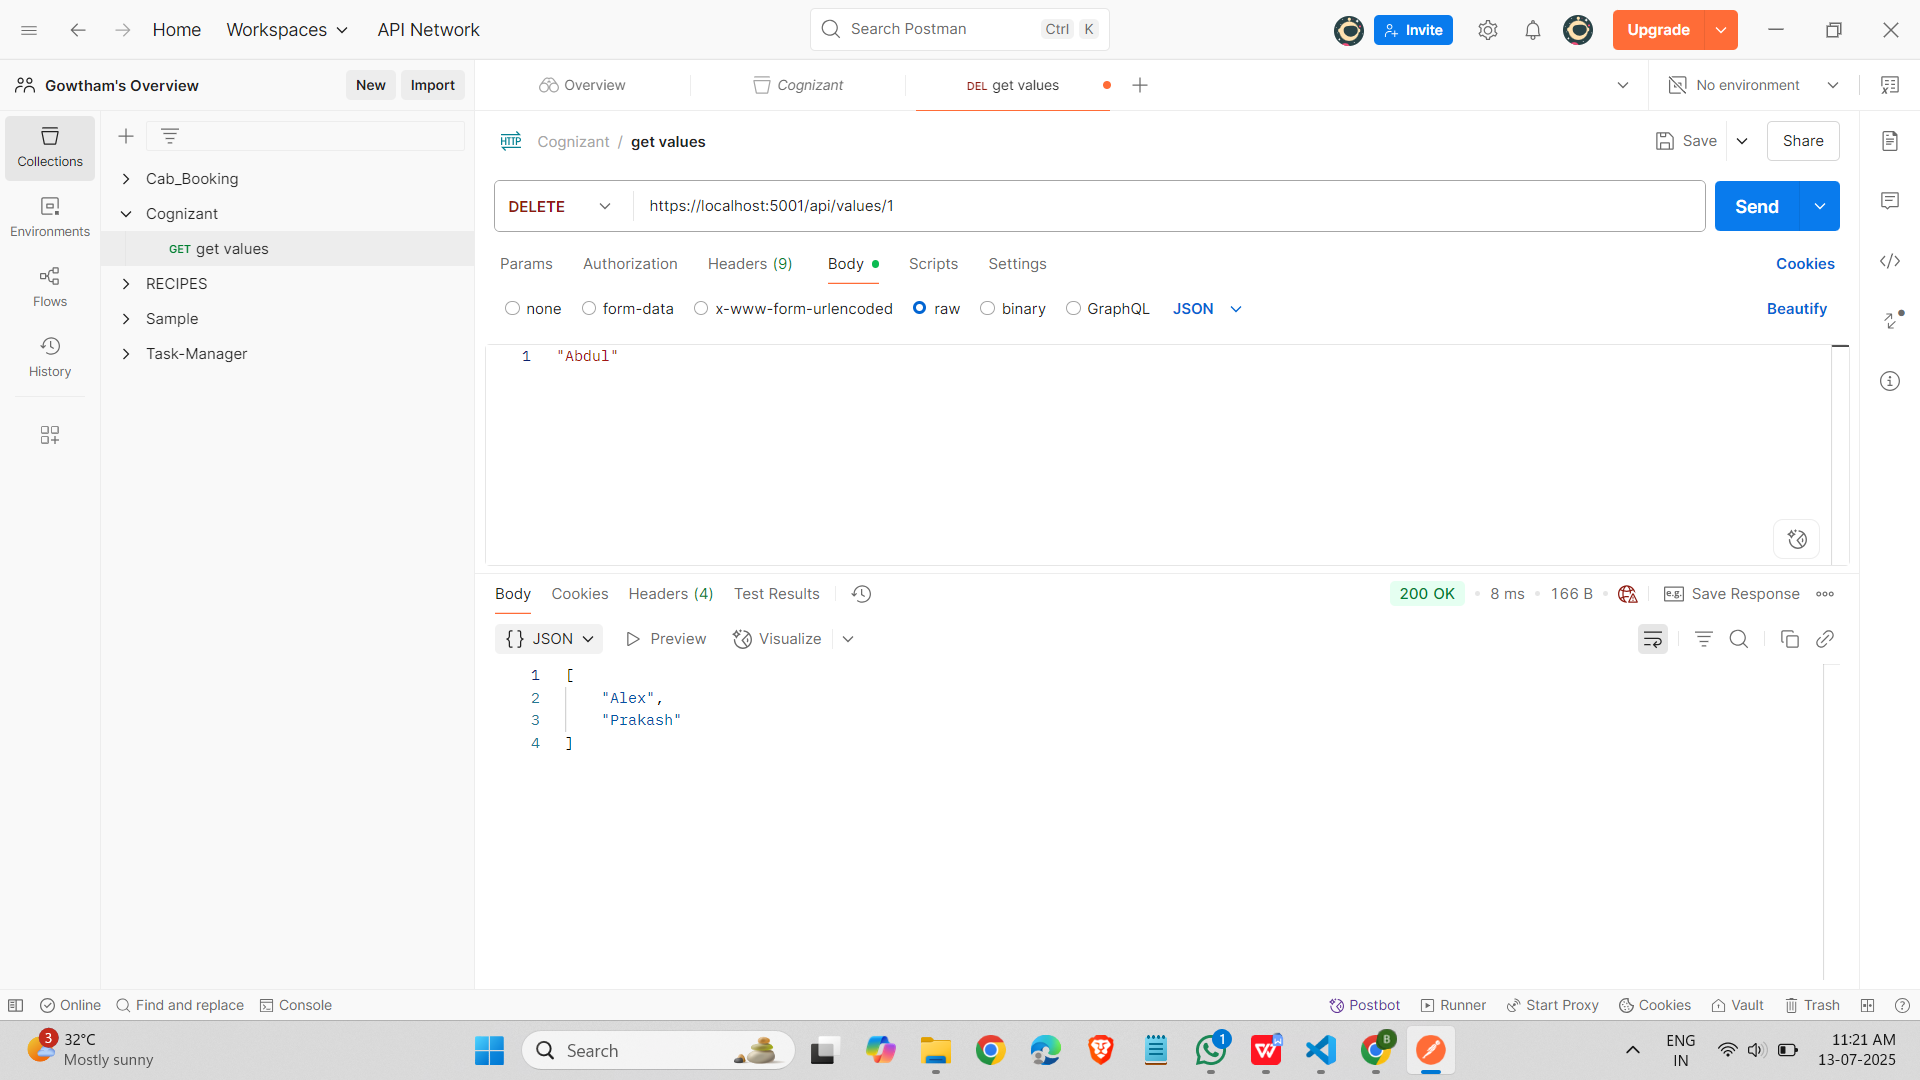 Home Workspaces API Network
Search Postman Ctrl K
Invite Upgrade
Gowtham's Overview New Import
Overview Cognizant DEL get values No environment
Collections
Environments
Flows
History
Cab_Booking
Cognizant
GET get values
RECIPES
Sample
Task-Manager
HTTP Cognizant / get values Save Share
DELETE https://localhost:5001/api/values/1 Send
Params Authorization Headers (9) Body Scripts Settings Cookies
none form-data x-www-form-urlencoded raw binary GraphQL JSON Beautify
1 "Abdul"
Body Cookies Headers (4) Test Results 200 OK 8 ms 166 B e.g. Save Response
{} JSON Preview Visualize
1 [
2 "Alex",
3 "Prakash"
4 ]
Online Find and replace Console Postbot Runner Start Proxy Cookies Vault Trash
3 32°C
Mostly sunny
Search
1
W
B
ENG
IN
11:21 AM
13-07-2025